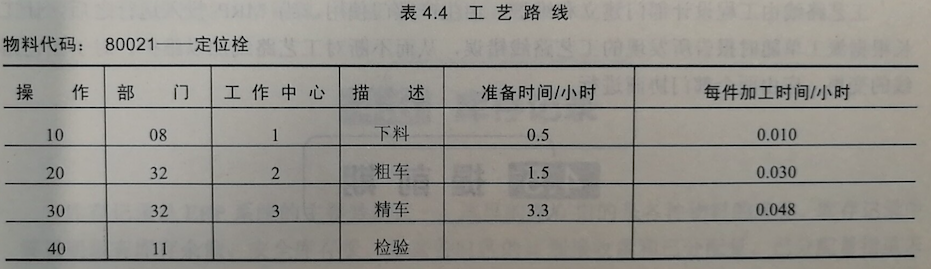 表 4.4 工 艺 路 线
物料代码： 80021——定位栓
操 作 部 门 工 作 中 心 描 述 准备时间/小时 每件加工时间/小时
10 08 1 下料 0.5 0.010
20 32 2 粗车 1.5 0.030
30 32 3 精车 3.3 0.048
40 11 检验